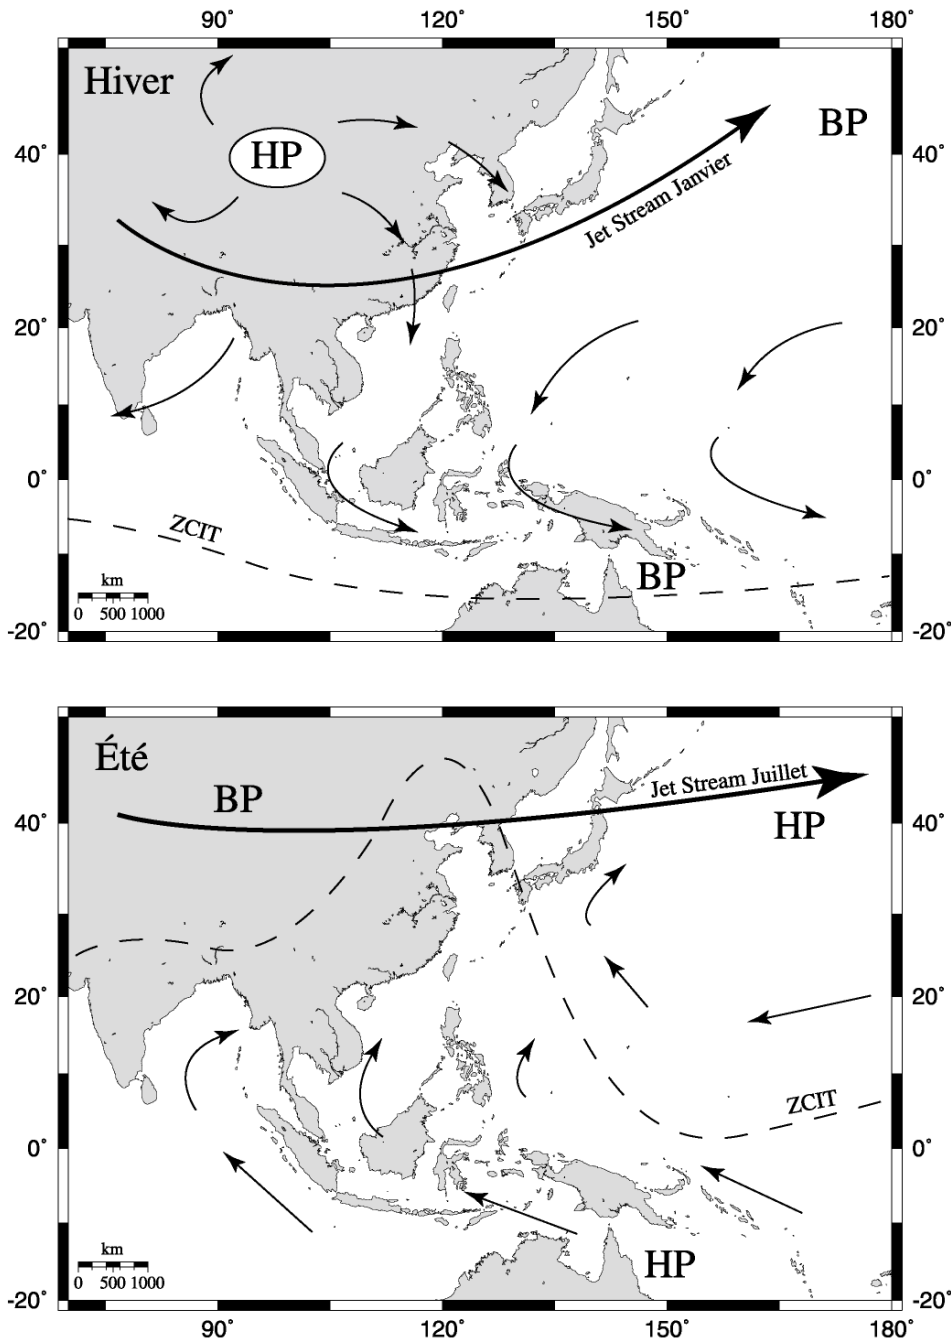 90° 120° 150° 180°
Hiver
BP
HP
40° 40°
Jet Stream Janvier
20° 20°
0° 0°
ZCIT
BP
km
0 500 1000
-20° -20°
Été
Jet Stream Juillet
BP
HP
40° 40°
20° 20°
ZCIT
0° 0°
HP
km
0 500 1000
-20° -20°
90° 120° 150° 180°